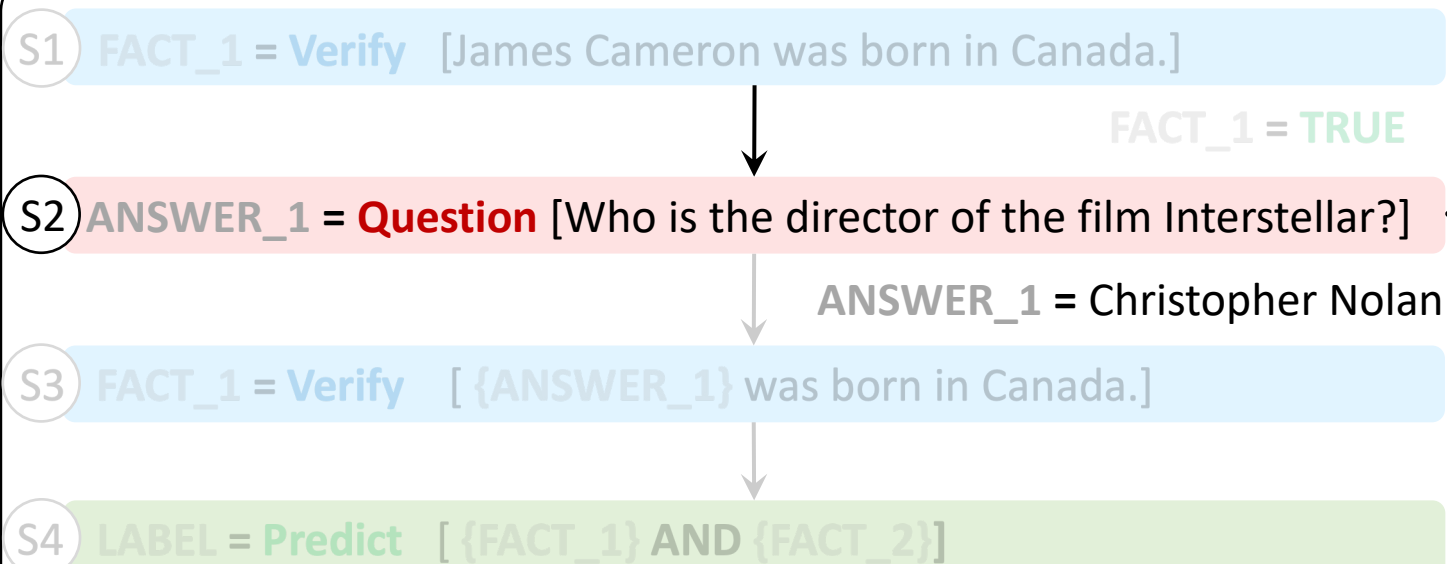 S1 FACT_1 = Verify [James Cameron was born in Canada.]
FACT_1 = TRUE
S2 ANSWER_1 = Question [Who is the director of the film Interstellar?]
ANSWER_1 = Christopher Nolan
S3 FACT_1 = Verify [ {ANSWER_1} was born in Canada.]
S4 LABEL = Predict [ {FACT_1} AND {FACT_2}]